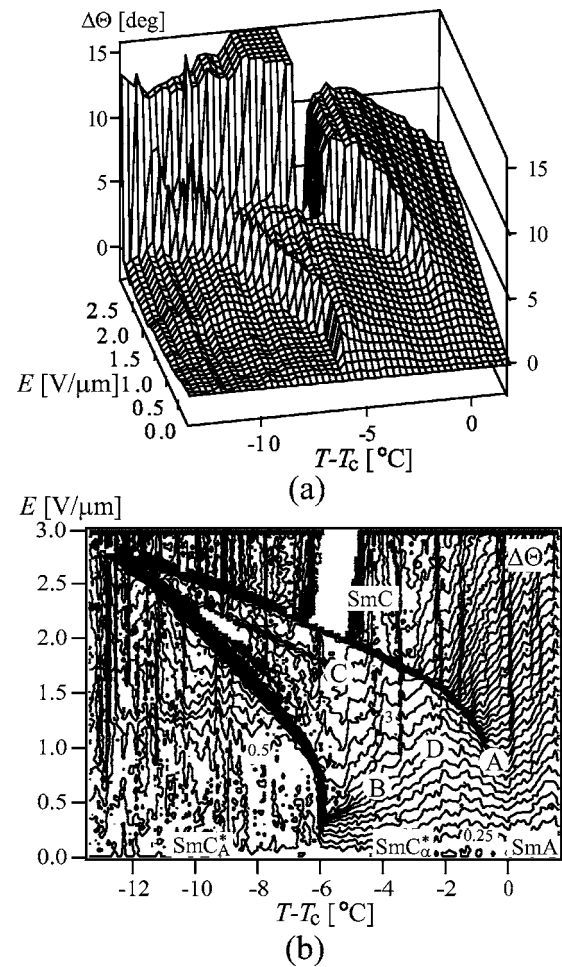 ΔΘ [deg]
15
10
5
0
15
10
5
0
2.5
2.0
1.5
1.0
0.5
0.0
E [V/μm]
-10
-5
0
T-Tc [°C]
(a)
E [V/μm]
3.0
2.5
2.0
1.5
1.0
0.5
0.0
ΔΘ
SmC
C
3
D
0.5
A
B
SmC*A
SmC*α
0.25
SmA
-12
-10
-8
-6
-4
-2
0
T-Tc [°C]
(b)